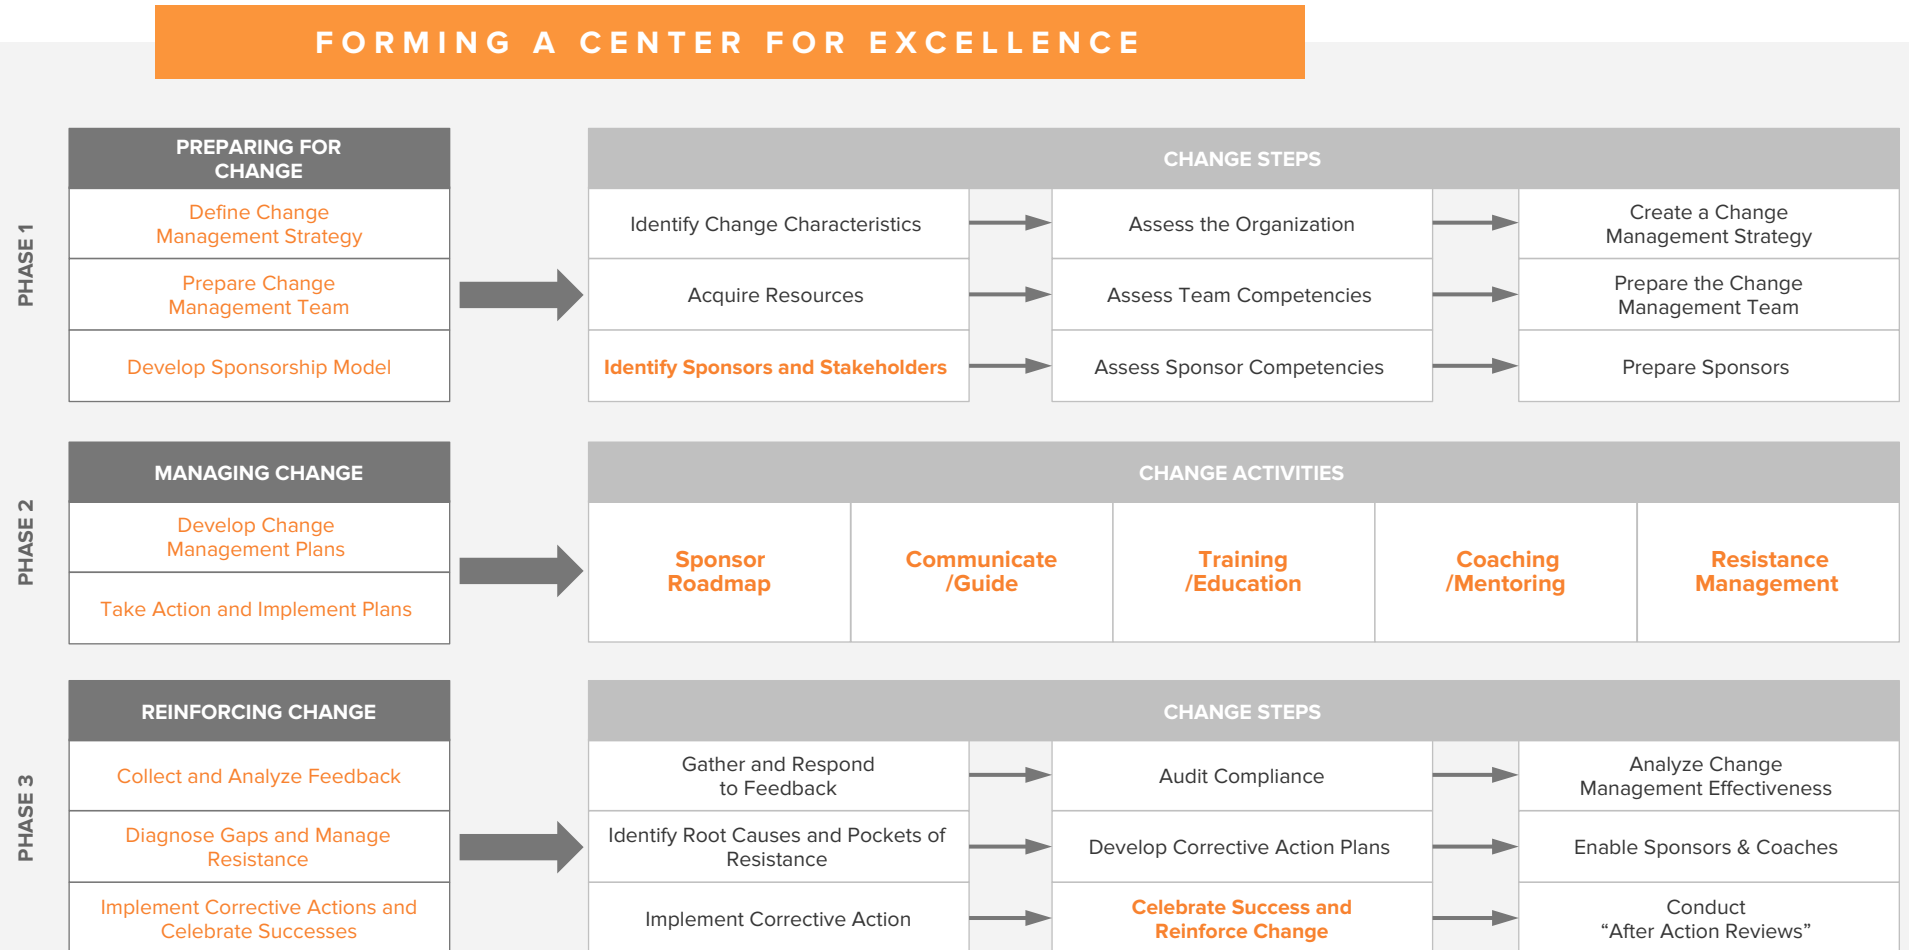 FORMING A CENTER FOR EXCELLENCE
PHASE 1
PREPARING FOR
CHANGE
Define Change
Management Strategy
Prepare Change
Management Team
Develop Sponsorship Model
CHANGE STEPS
Identify Change Characteristics
Assess the Organization
Create a Change
Management Strategy
Acquire Resources
Assess Team Competencies
Prepare the Change
Management Team
Identify Sponsors and Stakeholders
Assess Sponsor Competencies
Prepare Sponsors
PHASE 2
MANAGING CHANGE
Develop Change
Management Plans
Take Action and Implement Plans
CHANGE ACTIVITIES
Sponsor
Roadmap
Communicate
/Guide
Training
/Education
Coaching
/Mentoring
Resistance
Management
PHASE 3
REINFORCING CHANGE
Collect and Analyze Feedback
Diagnose Gaps and Manage
Resistance
Implement Corrective Actions and
Celebrate Successes
CHANGE STEPS
Gather and Respond
to Feedback
Audit Compliance
Analyze Change
Management Effectiveness
Identify Root Causes and Pockets of
Resistance
Develop Corrective Action Plans
Enable Sponsors & Coaches
Implement Corrective Action
Celebrate Success and
Reinforce Change
Conduct
“After Action Reviews”